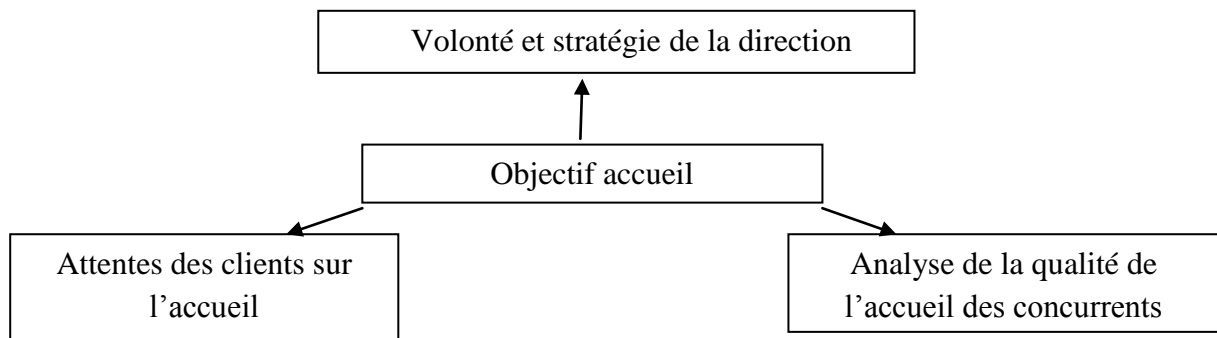 Volonté et stratégie de la direction
Objectif accueil
Attentes des clients sur
l’accueil
Analyse de la qualité de
l’accueil des concurrents